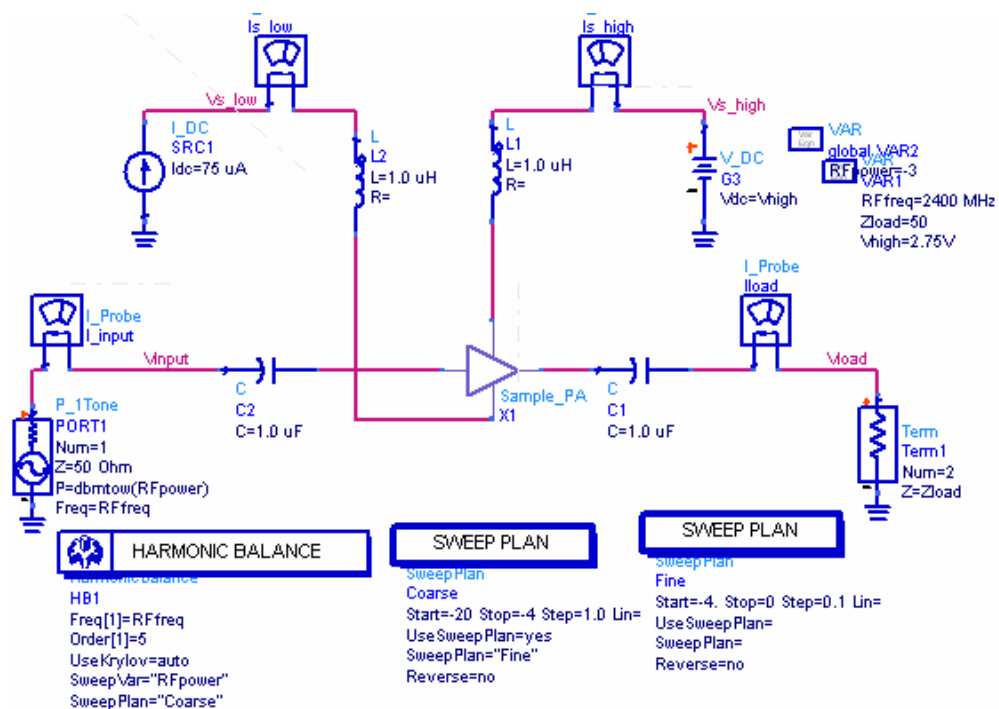 Is_low
Is_high
Vs_low
I_DC
SRC1
Idc=75 uA
L
L2
L=1.0 uH
R=
L
L1
L=1.0 uH
R=
Vs_high
V_DC
G3
Vdc=Vhigh
VAR
global VAR2
RFpower=-3
VAR
VAR1
RFfreq=2400 MHz
Zload=50
Vhigh=2.75V
I_Probe
I_input
Vinput
C
C2
C=1.0 uF
Sample_PA
X1
C
C1
C=1.0 uF
I_Probe
Iload
Vload
P_1Tone
PORT1
Num=1
Z=50 Ohm
P=dbmtow(RFpower)
Freq=RFfreq
Term
Term1
Num=2
Z=Zload
HARMONIC BALANCE
HarmonicBalance
HB1
Freq[1]=RFfreq
Order[1]=5
UseKrylov=auto
SweepVar="RFpower"
SweepPlan="Coarse"
SWEEP PLAN
SweepPlan
Coarse
Start=-20 Stop=-4 Step=1.0 Lin=
UseSweepPlan=yes
SweepPlan="Fine"
Reverse=no
SWEEP PLAN
SweepPlan
Fine
Start=-4. Stop=0 Step=0.1 Lin=
UseSweepPlan=
SweepPlan=
Reverse=no